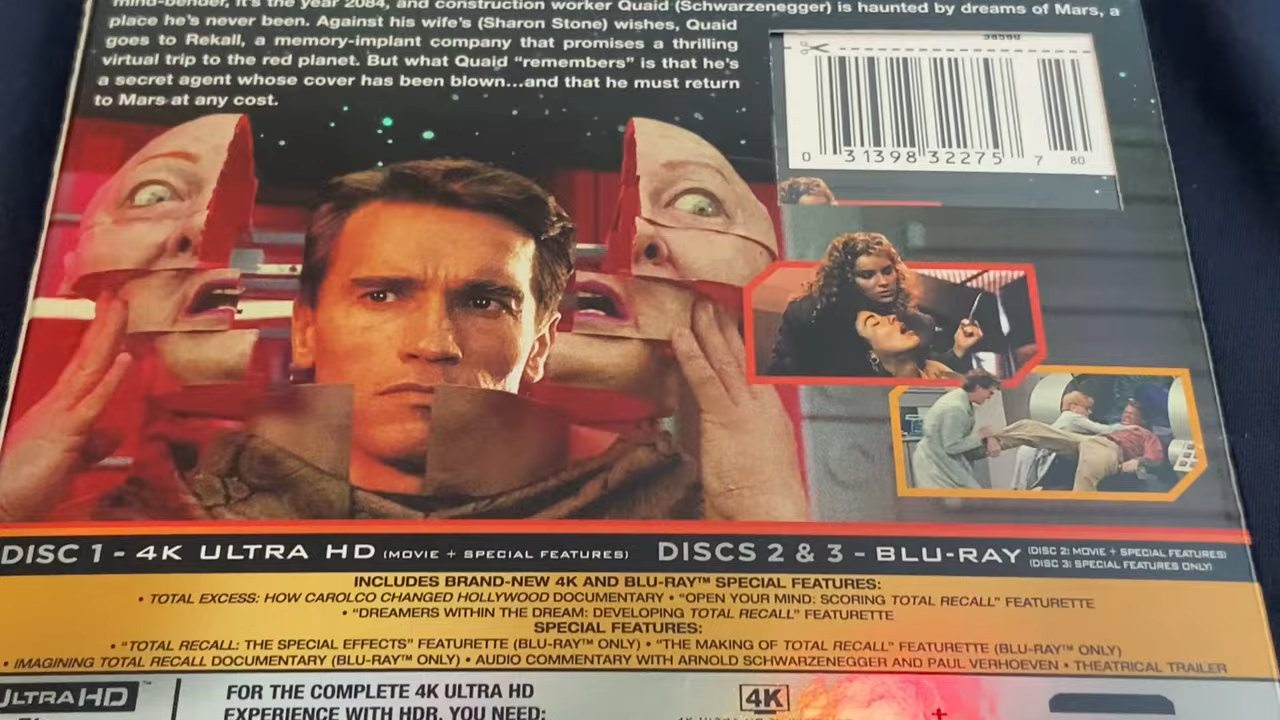 mind-bender, it's the year 2084, and construction worker Quaid (Schwarzenegger) is haunted by dreams of Mars, a
place he's never been. Against his wife's (Sharon Stone) wishes, Quaid
goes to Rekall, a memory-implant company that promises a thrilling
virtual trip to the red planet. But what Quaid “remembers” is that he's
a secret agent whose cover has been blown...and that he must return
to Mars at any cost.
0 31398 32275 7 80
DISC 1 - 4K ULTRA HD (MOVIE + SPECIAL FEATURES) DISCS 2 & 3 - BLU-RAY (DISC 2: MOVIE + SPECIAL FEATURES)
(DISC 3: SPECIAL FEATURES ONLY)
INCLUDES BRAND-NEW 4K AND BLU-RAY™ SPECIAL FEATURES:
• TOTAL EXCESS: HOW CAROLCO CHANGED HOLLYWOOD DOCUMENTARY • “OPEN YOUR MIND: SCORING TOTAL RECALL” FEATURETTE
• “DREAMERS WITHIN THE DREAM: DEVELOPING TOTAL RECALL” FEATURETTE
SPECIAL FEATURES:
• “TOTAL RECALL: THE SPECIAL EFFECTS” FEATURETTE (BLU-RAY™ ONLY) • “THE MAKING OF TOTAL RECALL” FEATURETTE (BLU-RAY™ ONLY)
• IMAGINING TOTAL RECALL DOCUMENTARY (BLU-RAY™ ONLY) • AUDIO COMMENTARY WITH ARNOLD SCHWARZENEGGER AND PAUL VERHOEVEN • THEATRICAL TRAILER
ULTRA HD™
FOR THE COMPLETE 4K ULTRA HD
EXPERIENCE WITH HDR, YOU NEED:
4K
+